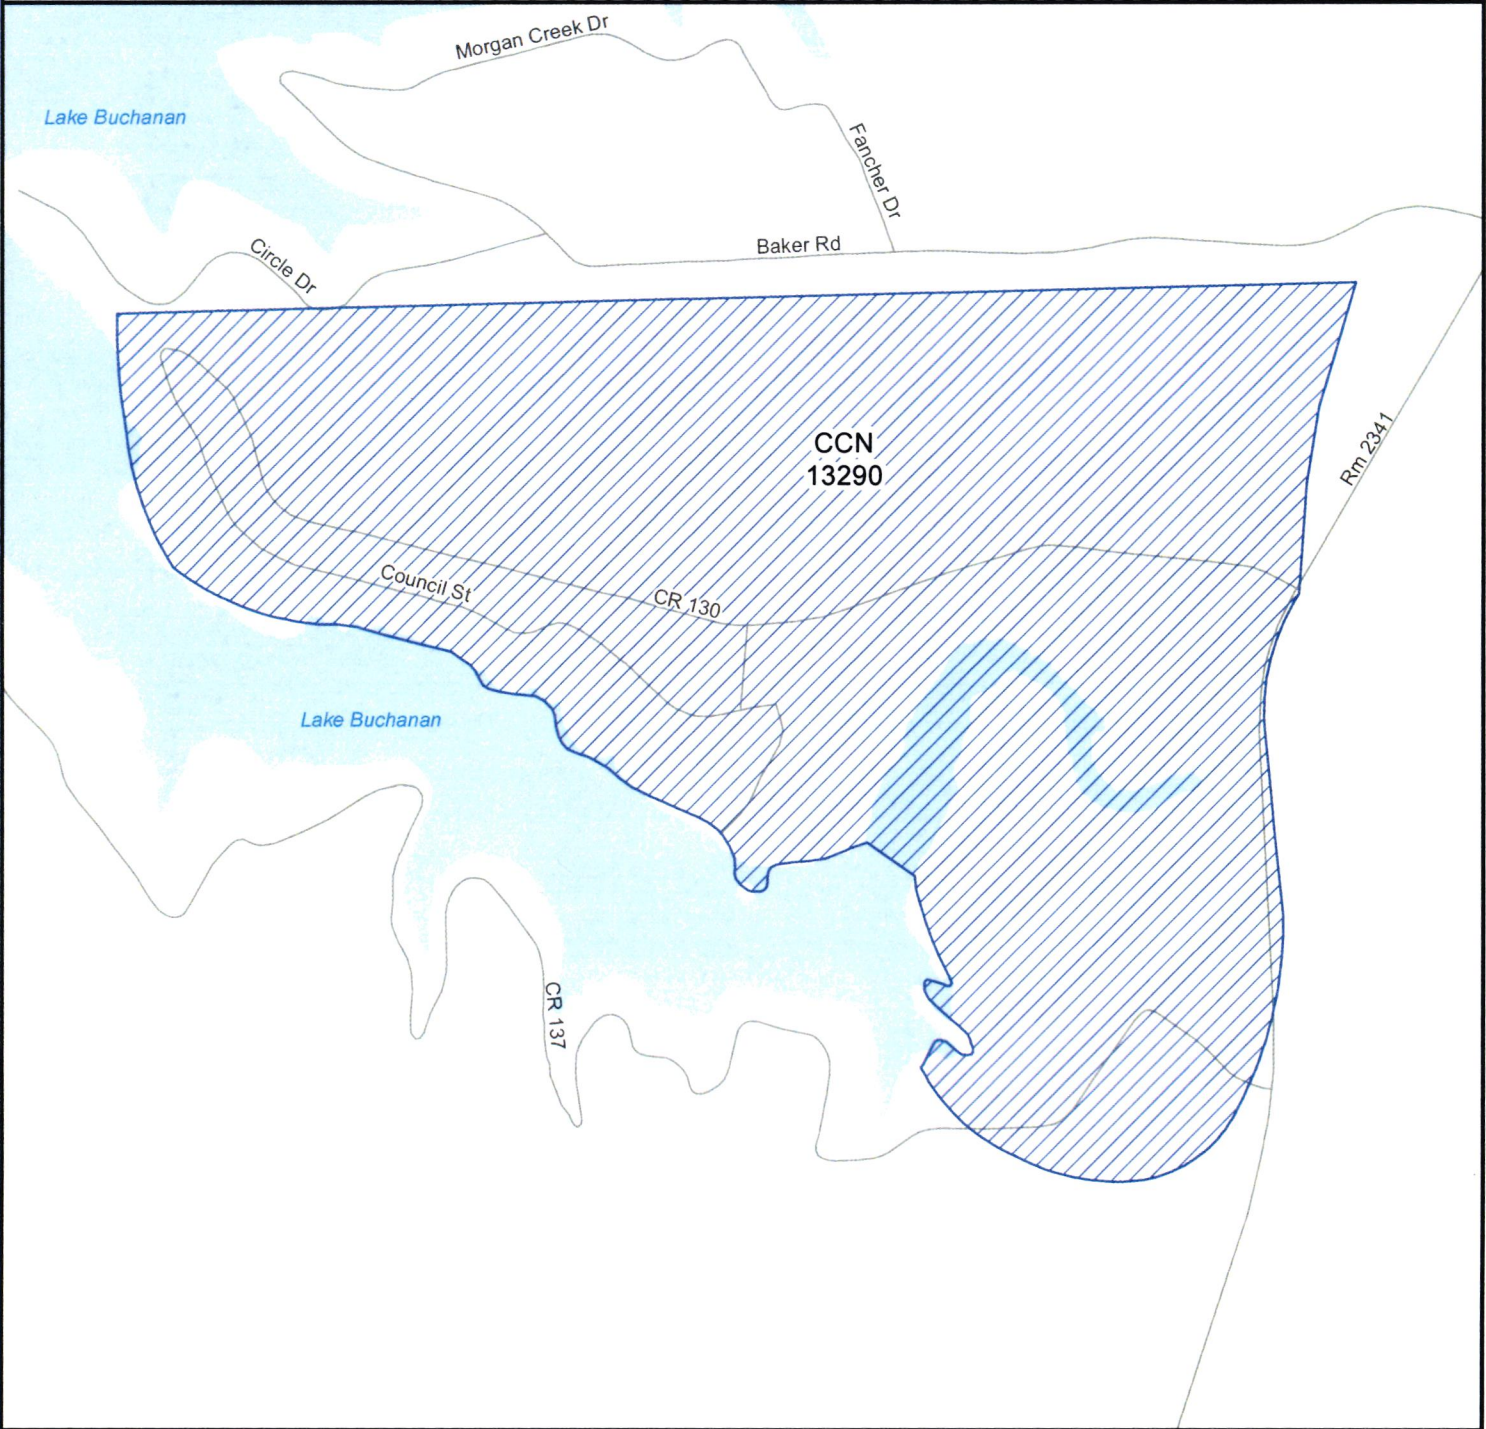 Morgan Creek Dr
Lake Buchanan
Fancher Dr
Baker Rd
Circle Dr
CCN
13290
Rm 2341
Council St
CR 130
Lake Buchanan
CR 137